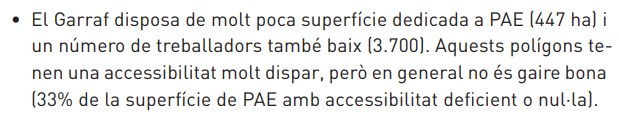 • El Garraf disposa de molt poca superfície dedicada a PAE (447 ha) i
un número de treballadors també baix (3.700). Aquests polígons te-
nen una accessibilitat molt dispar, però en general no és gaire bona
(33% de la superfície de PAE amb accessibilitat deficient o nul·la).